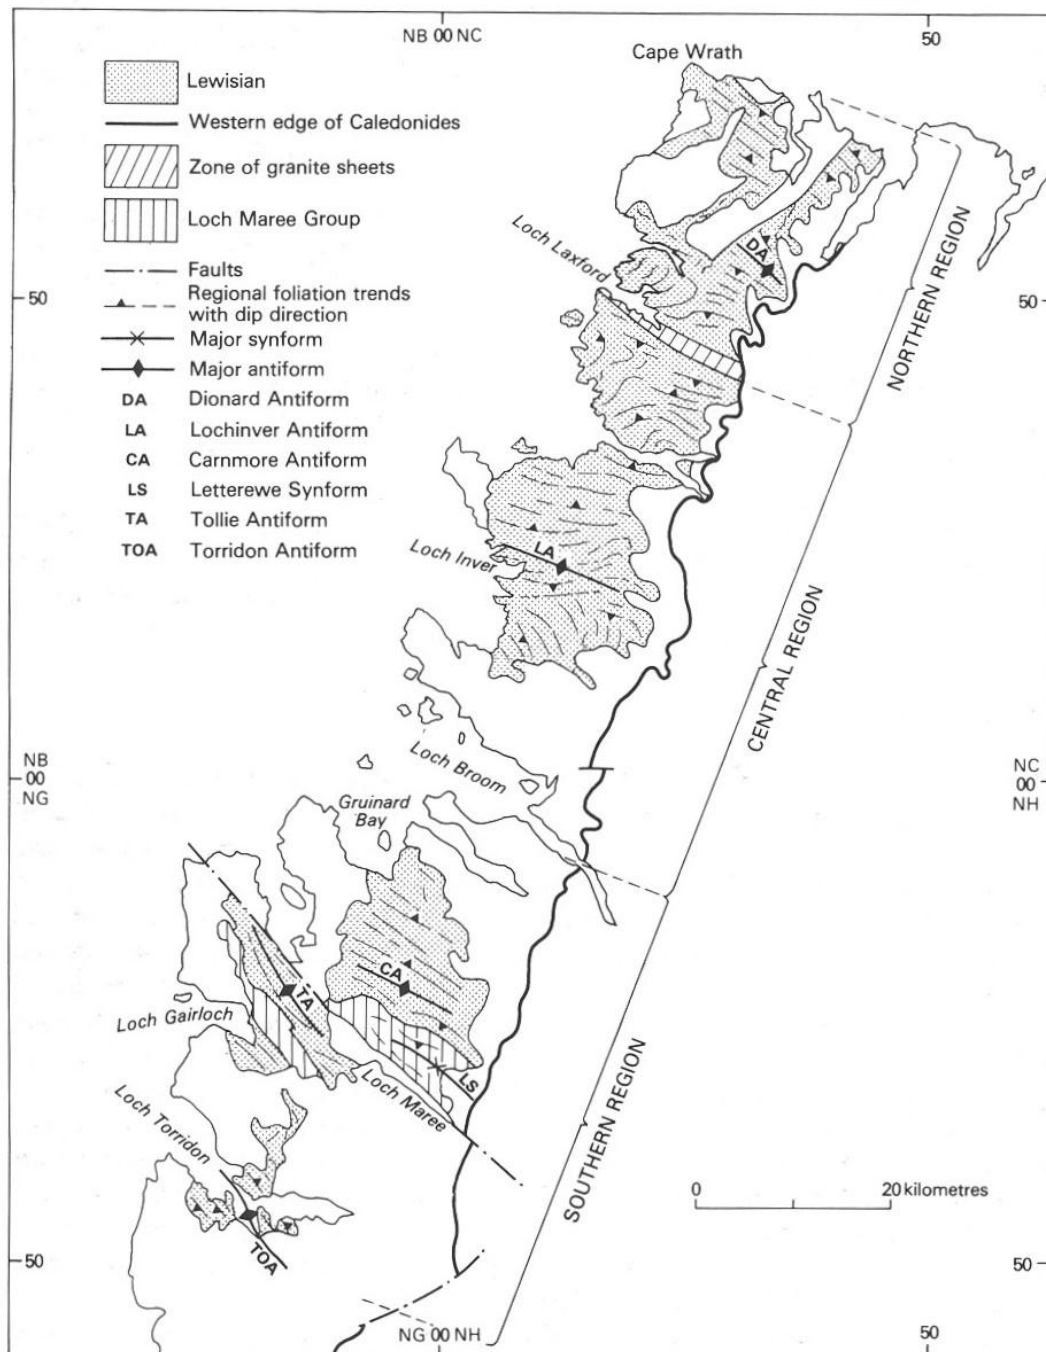 NB 00 NC
50
Cape Wrath
Lewisian
Western edge of Caledonides
Zone of granite sheets
Loch Maree Group
Faults
Regional foliation trends
with dip direction
Major synform
Major antiform
DA Dionard Antiform
LA Lochinver Antiform
CA Carnmore Antiform
LS Letterewe Synform
TA Tollie Antiform
TOA Torridon Antiform
50
50
Loch Laxford
DA
NORTHERN REGION
LA
Loch Inver
CENTRAL REGION
Loch Broom
NB
00
NG
NC
00
NH
Gruinard
Bay
CA
TA
Loch Gairloch
LS
Loch Maree
Loch Torridon
SOUTHERN REGION
0 20 kilometres
TOA
50
50
NG 00 NH
50